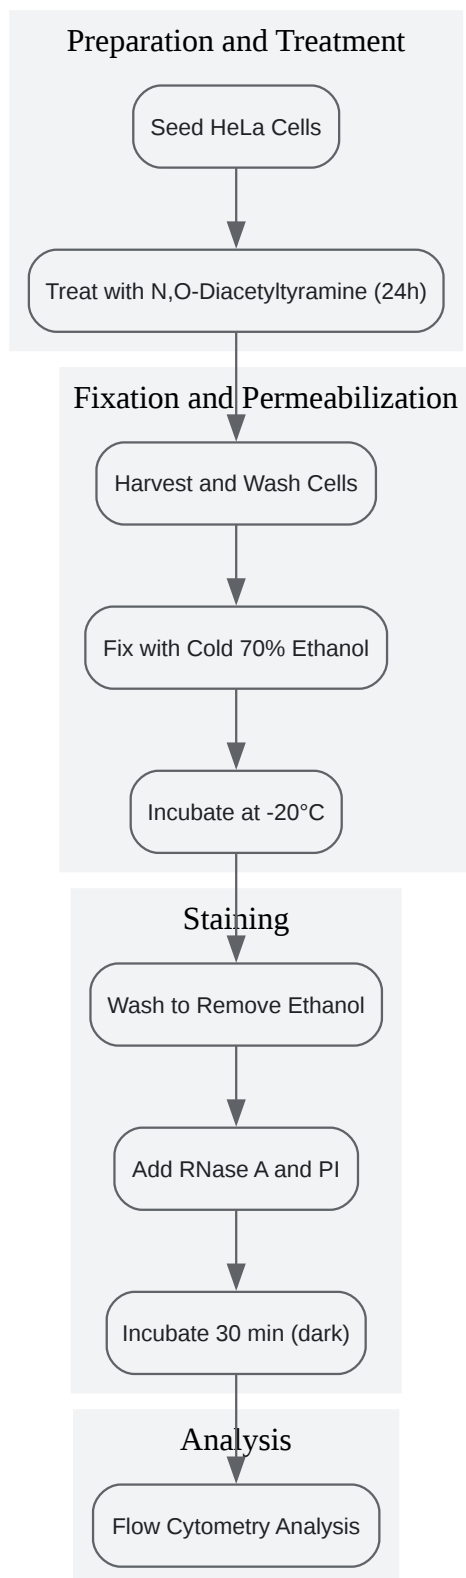 Preparation and Treatment
Seed HeLa Cells
Treat with N,O-Diacetyltyramine (24h)
Fixation and Permeabilization
Harvest and Wash Cells
Fix with Cold 70% Ethanol
Incubate at -20°C
Staining
Wash to Remove Ethanol
Add RNase A and PI
Incubate 30 min (dark)
Analysis
Flow Cytometry Analysis